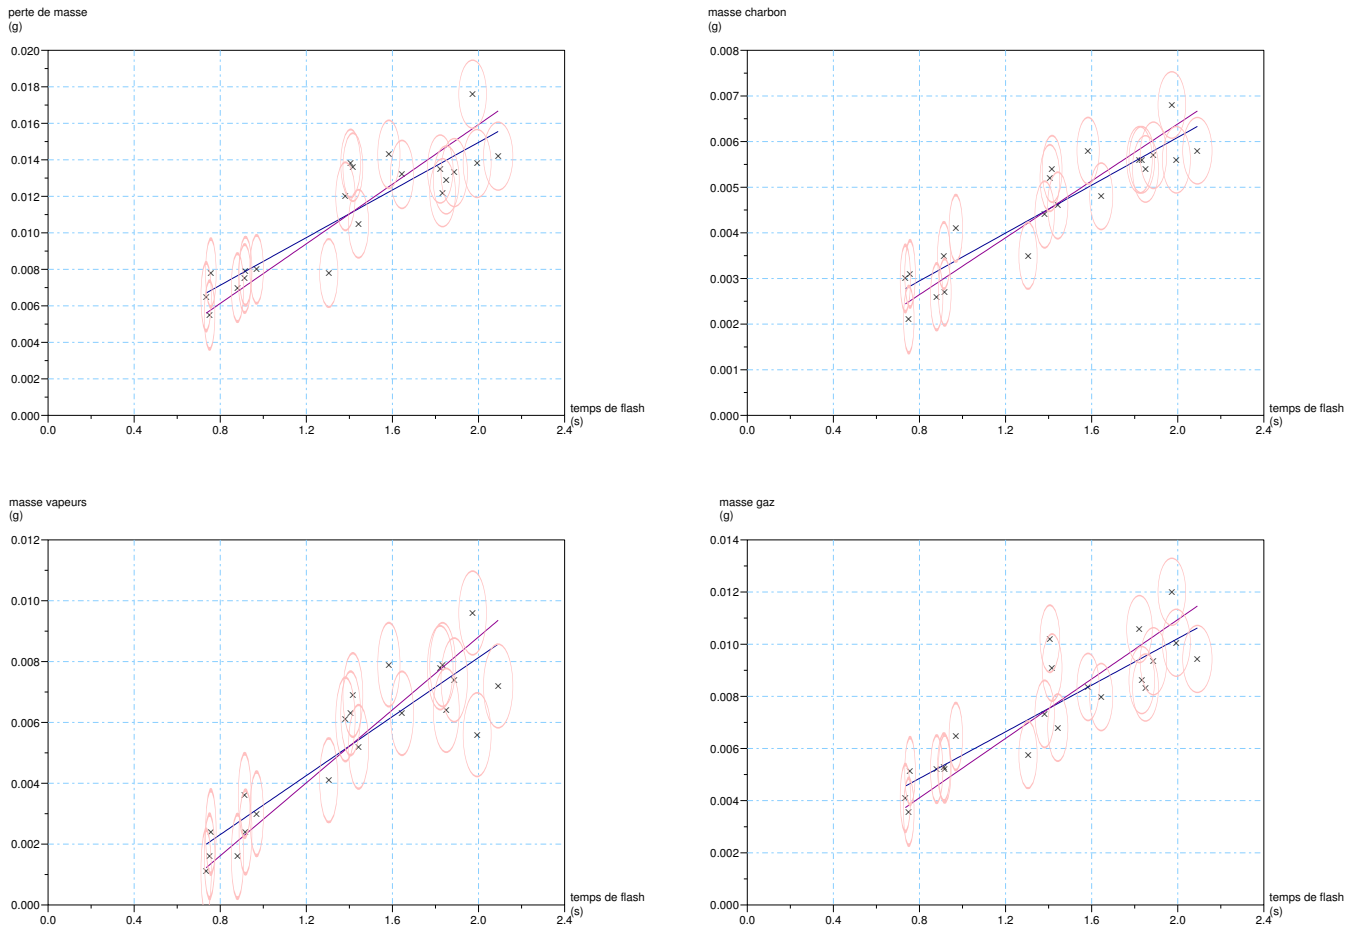 perte de masse
(g)
0.020
0.018
0.016
0.014
0.012
0.010
0.008
0.006
0.004
0.002
0.000
0.0 0.4 0.8 1.2 1.6 2.0 2.4
temps de flash
(s)
masse charbon
(g)
0.008
0.007
0.006
0.005
0.004
0.003
0.002
0.001
0.000
0.0 0.4 0.8 1.2 1.6 2.0 2.4
temps de flash
(s)
masse vapeurs
(g)
0.012
0.010
0.008
0.006
0.004
0.002
0.000
0.0 0.4 0.8 1.2 1.6 2.0 2.4
temps de flash
(s)
masse gaz
(g)
0.014
0.012
0.010
0.008
0.006
0.004
0.002
0.000
0.0 0.4 0.8 1.2 1.6 2.0 2.4
temps de flash
(s)